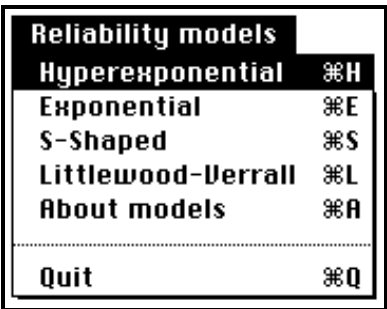 Reliability models
Hyperexponential ⌘H
Exponential ⌘E
S-Shaped ⌘S
Littlewood-Verrall ⌘L
About models ⌘A
Quit ⌘Q